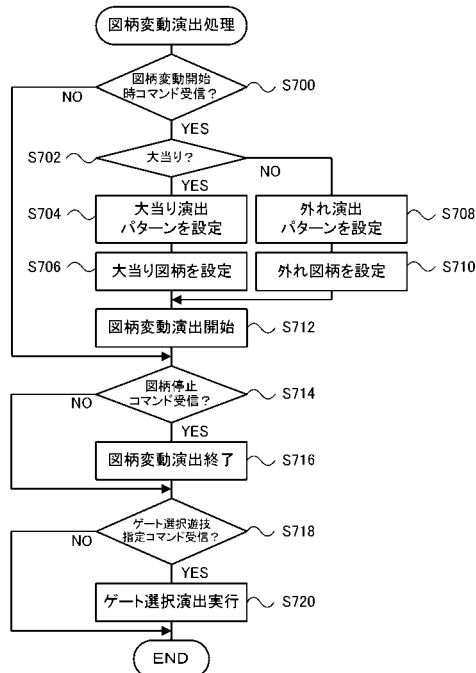 図柄変動演出処理
図柄変動開始
時コマンド受信？
S700
NO
YES
S702
大当り？
NO
YES
S704
大当り演出
パターンを設定
外れ演出
パターンを設定
S708
S706
大当り図柄を設定
外れ図柄を設定
S710
図柄変動演出開始
S712
図柄停止
コマンド受信？
S714
NO
YES
図柄変動演出終了
S716
ゲート選択遊技
指定コマンド受信？
S718
NO
YES
ゲート選択演出実行
S720
END